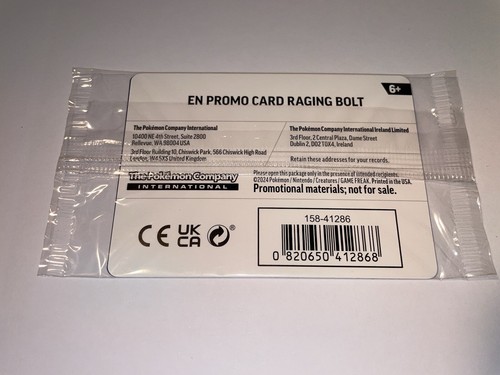 6+
EN PROMO CARD RAGING BOLT
The Pokémon Company International
10400 NE 4th Street, Suite 2800
Bellevue, WA 98004 USA
3rd Floor Building 10, Chiswick Park, 566 Chiswick High Road
London, W4 5XS United Kingdom
The Pokémon Company International Ireland Limited
3rd Floor, 2 Central Plaza, Dame Street
Dublin 2, D02 T0X4, Ireland
Retain these addresses for your records.
The Pokémon Company
INTERNATIONAL
Please open this package only in the presence of intended recipients.
©2024 Pokémon / Nintendo / Creatures / GAME FREAK. Printed in the USA.
Promotional materials; not for sale.
CE UK
CA ®
158-41286
0 820650 412868